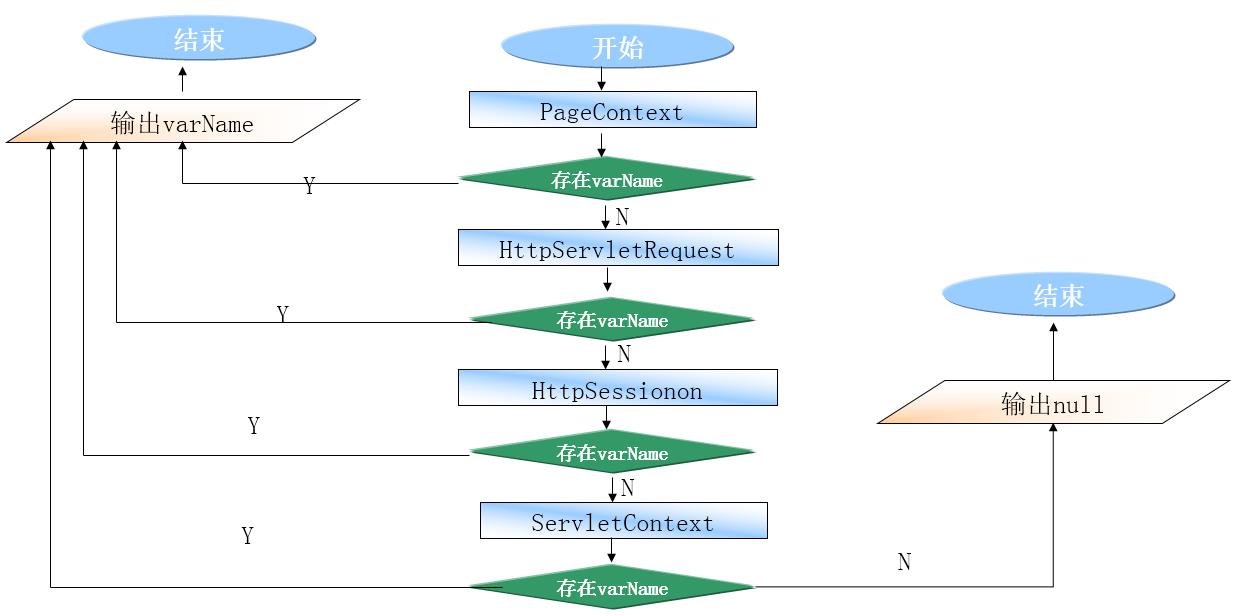 结束
开始
PageContext
输出varName
存在varName
Y
N
HttpServletRequest
结束
存在varName
Y
N
HttpSessionon
输出null
存在varName
Y
N
ServletContext
Y
N
存在varName